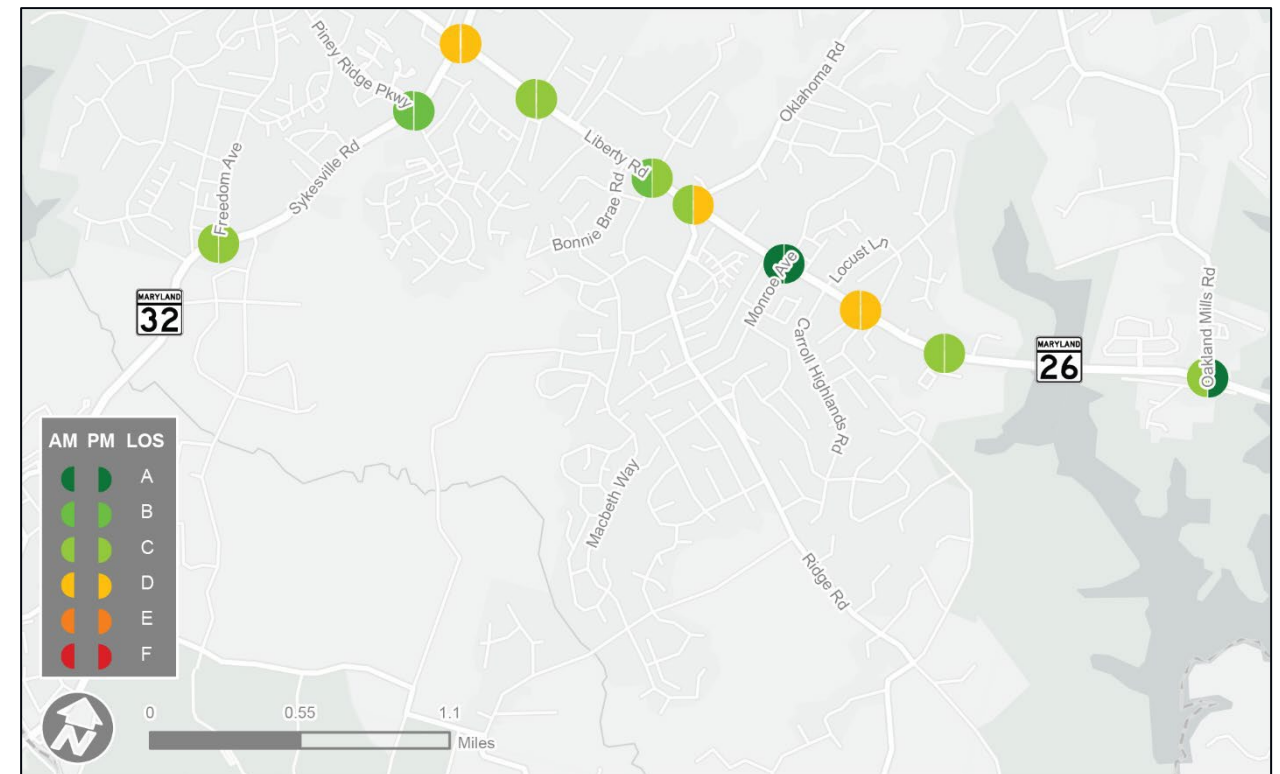 Piney Ridge Pkwy
Oklahoma Rd
Liberty Rd
Freedom Ave
Sykesville Rd
Bonnie Brae Rd
Locust Ln
Monroe Ave
MARYLAND
32
Oakland Mills Rd
MARYLAND
26
Carroll Highlands Rd
Macbeth Way
Ridge Rd
AM PM LOS
A
B
C
D
E
F
N
0 0.55 1.1
Miles